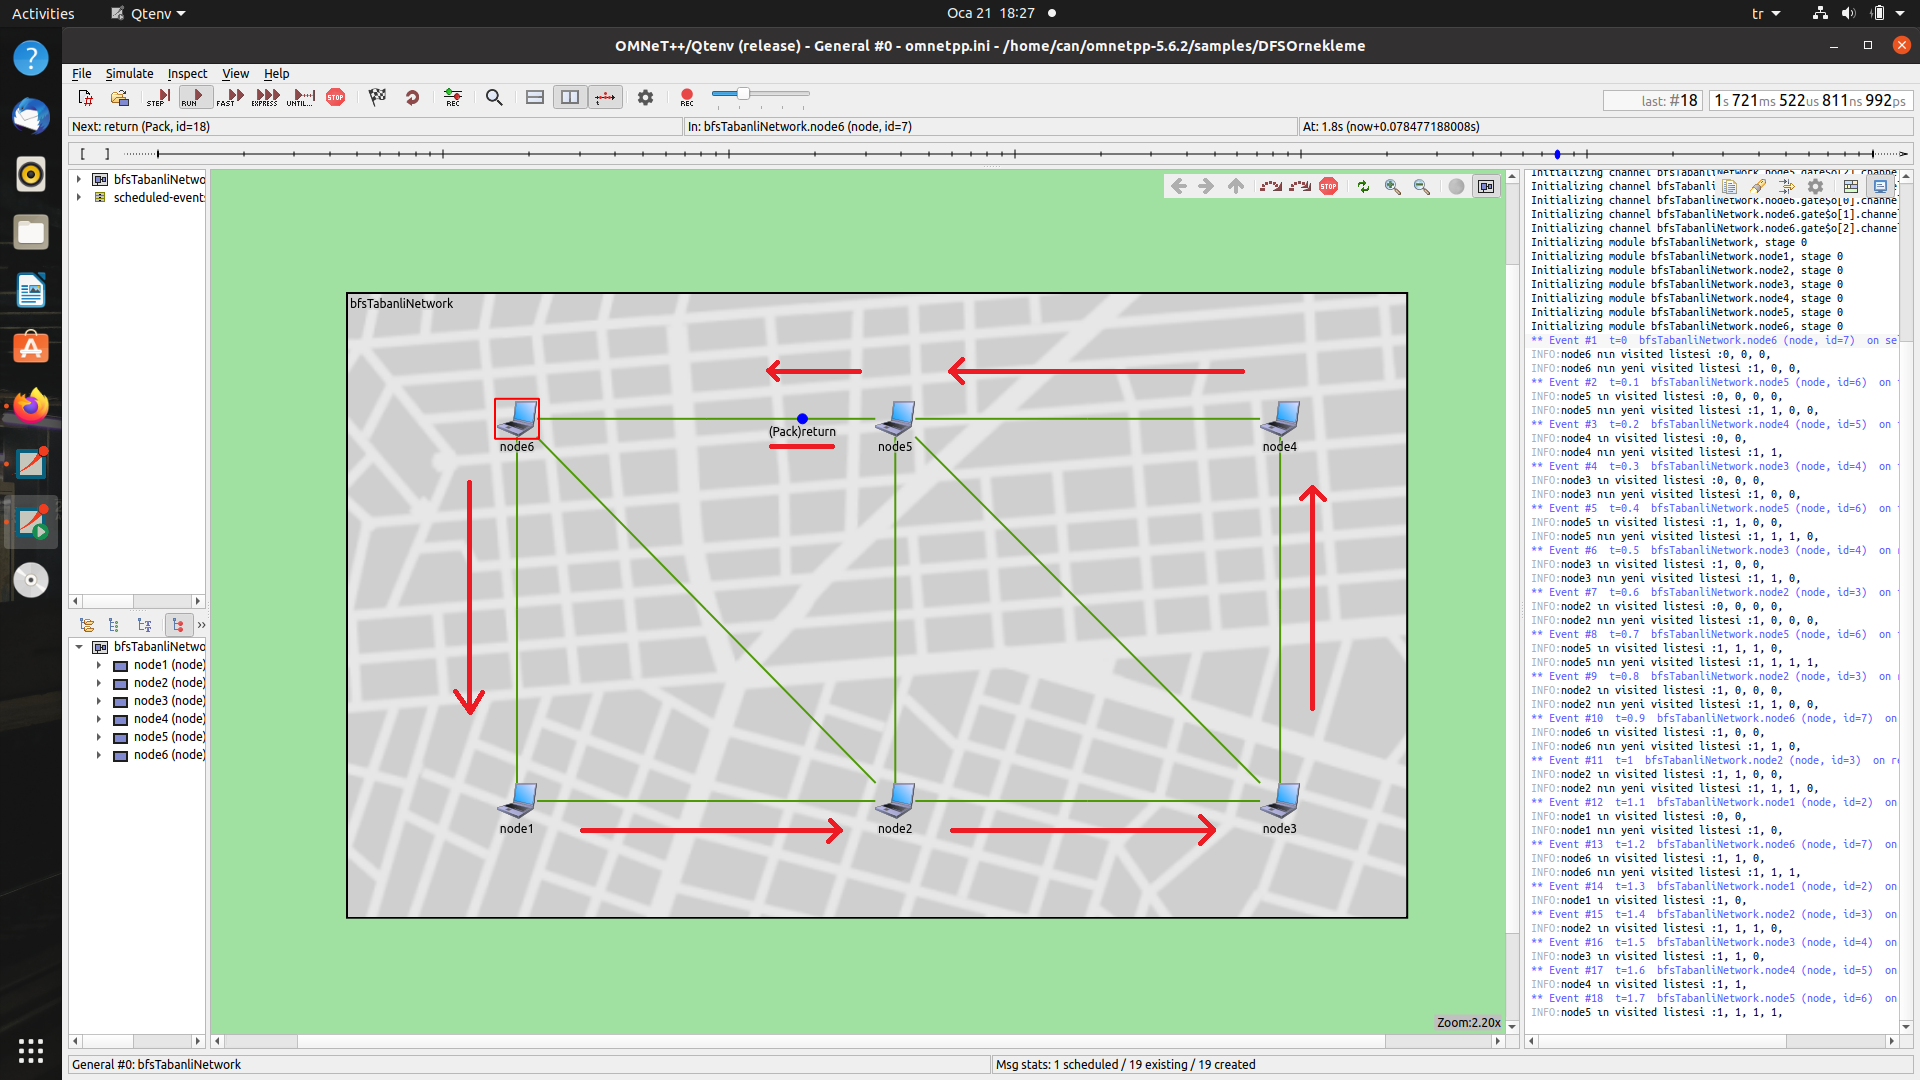 Activities
Qtenv
Oca 21 18:27
tr
OMNeT++/Qtenv (release) - General #0 - omnetpp.ini - /home/can/omnetpp-5.6.2/samples/DFSOrnekleme
File Simulate Inspect View Help
STEP RUN FAST EXPRESS UNTIL... STOP REC REC
last: #18
1s 721ms 522us 811ns 992ps
Next: return (Pack, id=18)
In: bfsTabanliNetwork.node6 (node, id=7)
At: 1.8s (now+0.078477188008s)
[ ]
bfsTabanliNetwo
scheduled-event
bfsTabanliNetwo
node1 (node)
node2 (node)
node3 (node)
node4 (node)
node5 (node)
node6 (node)
STOP
bfsTabanliNetwork
(Pack)return
node6
node5
node4
node1
node2
node3
Zoom:2.20x
Initializing channel bfsTabanliNetwork.node5.gate$o[2].channe
Initializing channel bfsTabanli
Initializing channel bfsTabanliNetwork.node6.gate$o[0].channe
Initializing channel bfsTabanliNetwork.node6.gate$o[1].channe
Initializing channel bfsTabanliNetwork.node6.gate$o[2].channe
Initializing module bfsTabanliNetwork, stage 0
Initializing module bfsTabanliNetwork.node1, stage 0
Initializing module bfsTabanliNetwork.node2, stage 0
Initializing module bfsTabanliNetwork.node3, stage 0
Initializing module bfsTabanliNetwork.node4, stage 0
Initializing module bfsTabanliNetwork.node5, stage 0
Initializing module bfsTabanliNetwork.node6, stage 0
** Event #1 t=0 bfsTabanliNetwork.node6 (node, id=7) on se
INFO:node6 nın visited listesi :0, 0, 0,
INFO:node6 nın yeni visited listesi :1, 0, 0,
** Event #2 t=0.1 bfsTabanliNetwork.node5 (node, id=6) on
INFO:node5 ın visited listesi :0, 0, 0, 0,
INFO:node5 nın yeni visited listesi :1, 1, 0, 0,
** Event #3 t=0.2 bfsTabanliNetwork.node4 (node, id=5) on
INFO:node4 ın visited listesi :0, 0,
INFO:node4 nın yeni visited listesi :1, 1,
** Event #4 t=0.3 bfsTabanliNetwork.node3 (node, id=4) on
INFO:node3 ın visited listesi :0, 0, 0,
INFO:node3 nın yeni visited listesi :1, 0, 0,
** Event #5 t=0.4 bfsTabanliNetwork.node5 (node, id=6) on
INFO:node5 ın visited listesi :1, 1, 0, 0,
INFO:node5 nın yeni visited listesi :1, 1, 1, 0,
** Event #6 t=0.5 bfsTabanliNetwork.node3 (node, id=4) on
INFO:node3 ın visited listesi :1, 0, 0,
INFO:node3 nın yeni visited listesi :1, 1, 0,
** Event #7 t=0.6 bfsTabanliNetwork.node2 (node, id=3) on
INFO:node2 ın visited listesi :0, 0, 0, 0,
INFO:node2 nın yeni visited listesi :1, 0, 0, 0,
** Event #8 t=0.7 bfsTabanliNetwork.node5 (node, id=6) on
INFO:node5 ın visited listesi :1, 1, 1, 0,
INFO:node5 nın yeni visited listesi :1, 1, 1, 1,
** Event #9 t=0.8 bfsTabanliNetwork.node2 (node, id=3) on
INFO:node2 ın visited listesi :1, 0, 0, 0,
INFO:node2 nın yeni visited listesi :1, 1, 0, 0,
** Event #10 t=0.9 bfsTabanliNetwork.node6 (node, id=7) on
INFO:node6 ın visited listesi :1, 0, 0,
INFO:node6 nın yeni visited listesi :1, 1, 0,
** Event #11 t=1 bfsTabanliNetwork.node2 (node, id=3) on re
INFO:node2 ın visited listesi :1, 1, 0, 0,
INFO:node2 nın yeni visited listesi :1, 1, 1, 0,
** Event #12 t=1.1 bfsTabanliNetwork.node1 (node, id=2) on
INFO:node1 ın visited listesi :0, 0,
INFO:node1 nın yeni visited listesi :1, 0,
** Event #13 t=1.2 bfsTabanliNetwork.node6 (node, id=7) on
INFO:node6 ın visited listesi :1, 1, 0,
INFO:node6 nın yeni visited listesi :1, 1, 1,
** Event #14 t=1.3 bfsTabanliNetwork.node1 (node, id=2) on
INFO:node1 ın visited listesi :1, 0,
** Event #15 t=1.4 bfsTabanliNetwork.node2 (node, id=3) on
INFO:node2 ın visited listesi :1, 1, 1, 0,
** Event #16 t=1.5 bfsTabanliNetwork.node3 (node, id=4) on
INFO:node3 ın visited listesi :1, 1, 0,
** Event #17 t=1.6 bfsTabanliNetwork.node4 (node, id=5) on
INFO:node4 ın visited listesi :1, 1,
** Event #18 t=1.7 bfsTabanliNetwork.node5 (node, id=6) on
INFO:node5 ın visited listesi :1, 1, 1, 1,
General #0: bfsTabanliNetwork
Msg stats: 1 scheduled / 19 existing / 19 created